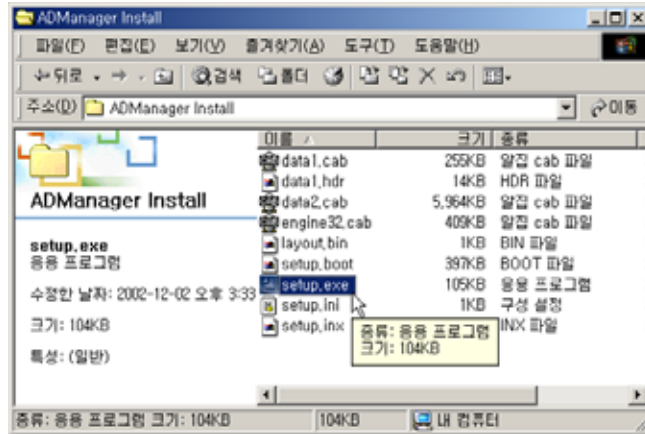 ADManager Install
파일(F) 편집(E) 보기(V) 즐겨찾기(A) 도구(T) 도움말(H)
뒤로 검색 폴더
주소(D) ADManager Install 이동
이름 크기 종류
data1.cab 255KB 알집 cab 파일
data1.hdr 14KB HDR 파일
data2.cab 5,964KB 알집 cab 파일
engine32.cab 409KB 알집 cab 파일
layout.bin 1KB BIN 파일
setup.boot 397KB BOOT 파일
setup.exe 105KB 응용 프로그램
setup.ini 1KB 구성 설정
setup.inx INX 파일
ADManager Install
setup.exe
응용 프로그램
수정한 날짜: 2002-12-02 오후 3:33
크기: 104KB
특성: (일반)
종류: 응용 프로그램
크기: 104KB
종류: 응용 프로그램 크기: 104KB 104KB 내 컴퓨터